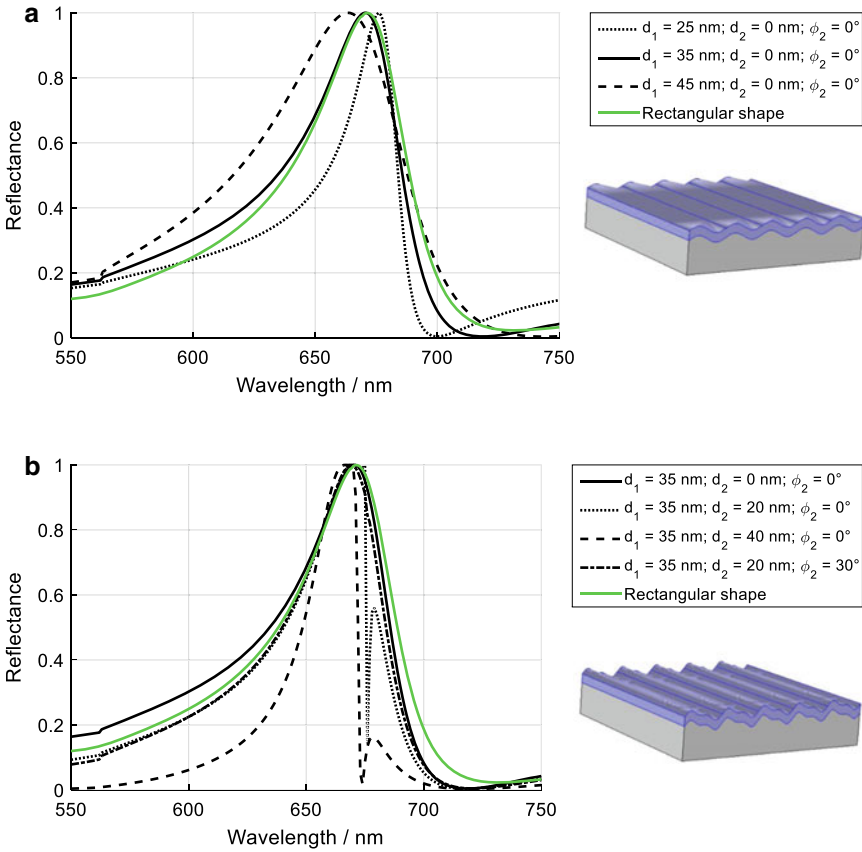 a
1
0.8
0.6
0.4
0.2
0
Reflectance
550
600
650
700
750
Wavelength / nm
d₁ = 25 nm; d₂ = 0 nm; ϕ₂ = 0°
d₁ = 35 nm; d₂ = 0 nm; ϕ₂ = 0°
d₁ = 45 nm; d₂ = 0 nm; ϕ₂ = 0°
Rectangular shape
b
1
0.8
0.6
0.4
0.2
0
Reflectance
550
600
650
700
750
Wavelength / nm
d₁ = 35 nm; d₂ = 0 nm; ϕ₂ = 0°
d₁ = 35 nm; d₂ = 20 nm; ϕ₂ = 0°
d₁ = 35 nm; d₂ = 40 nm; ϕ₂ = 0°
d₁ = 35 nm; d₂ = 20 nm; ϕ₂ = 30°
Rectangular shape